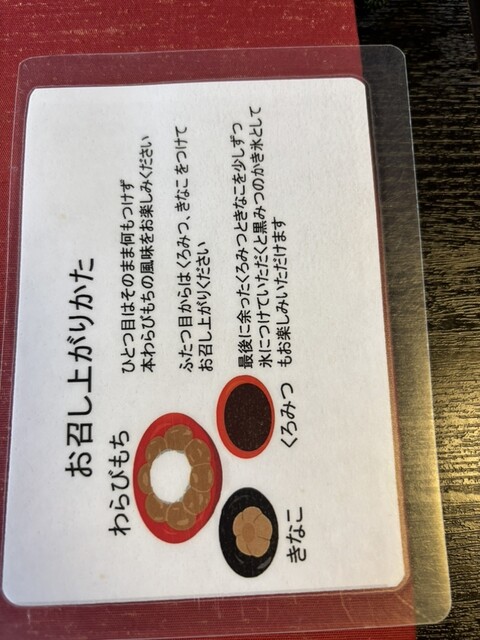 お召し上がりかた
わらびもち
ひとつ目はそのまま何もつけず
本わらびもちの風味をお楽しみください
ふたつ目からはくろみつ、きなこをつけて
お召し上がりください
最後に余ったくろみつときなこを少しずつ
氷につけていただくと黒みつのかき氷として
もお楽しみいただけます
きなこ
くろみつ